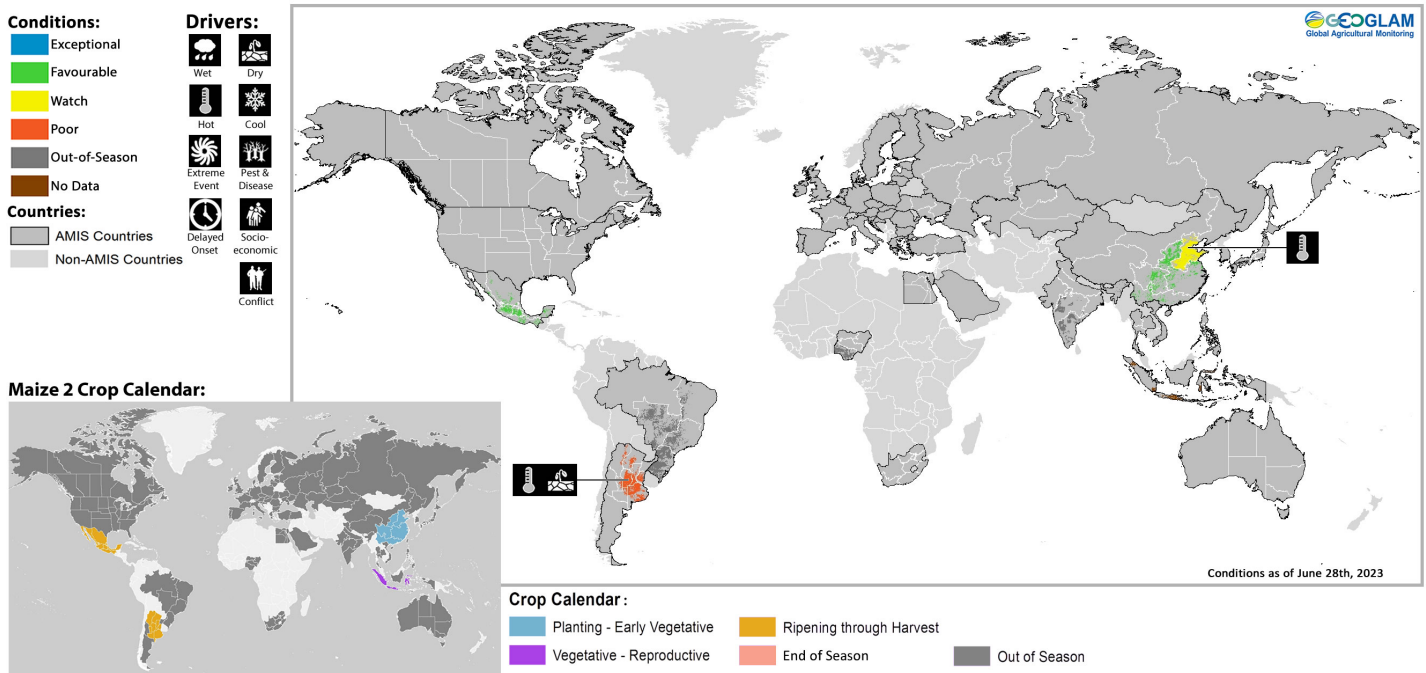 Conditions:
Exceptional
Favourable
Watch
Poor
Out-of-Season
No Data
Countries:
AMIS Countries
Non-AMIS Countries
Drivers:
Wet
Dry
Hot
Cool
Extreme
Event
Pest &
Disease
Delayed
Onset
Socio-
economic
Conflict
GEOGLAM
Global Agricultural Monitoring
Conditions as of June 28th, 2023
Maize 2 Crop Calendar:
Crop Calendar :
Planting - Early Vegetative
Ripening through Harvest
Vegetative - Reproductive
End of Season
Out of Season